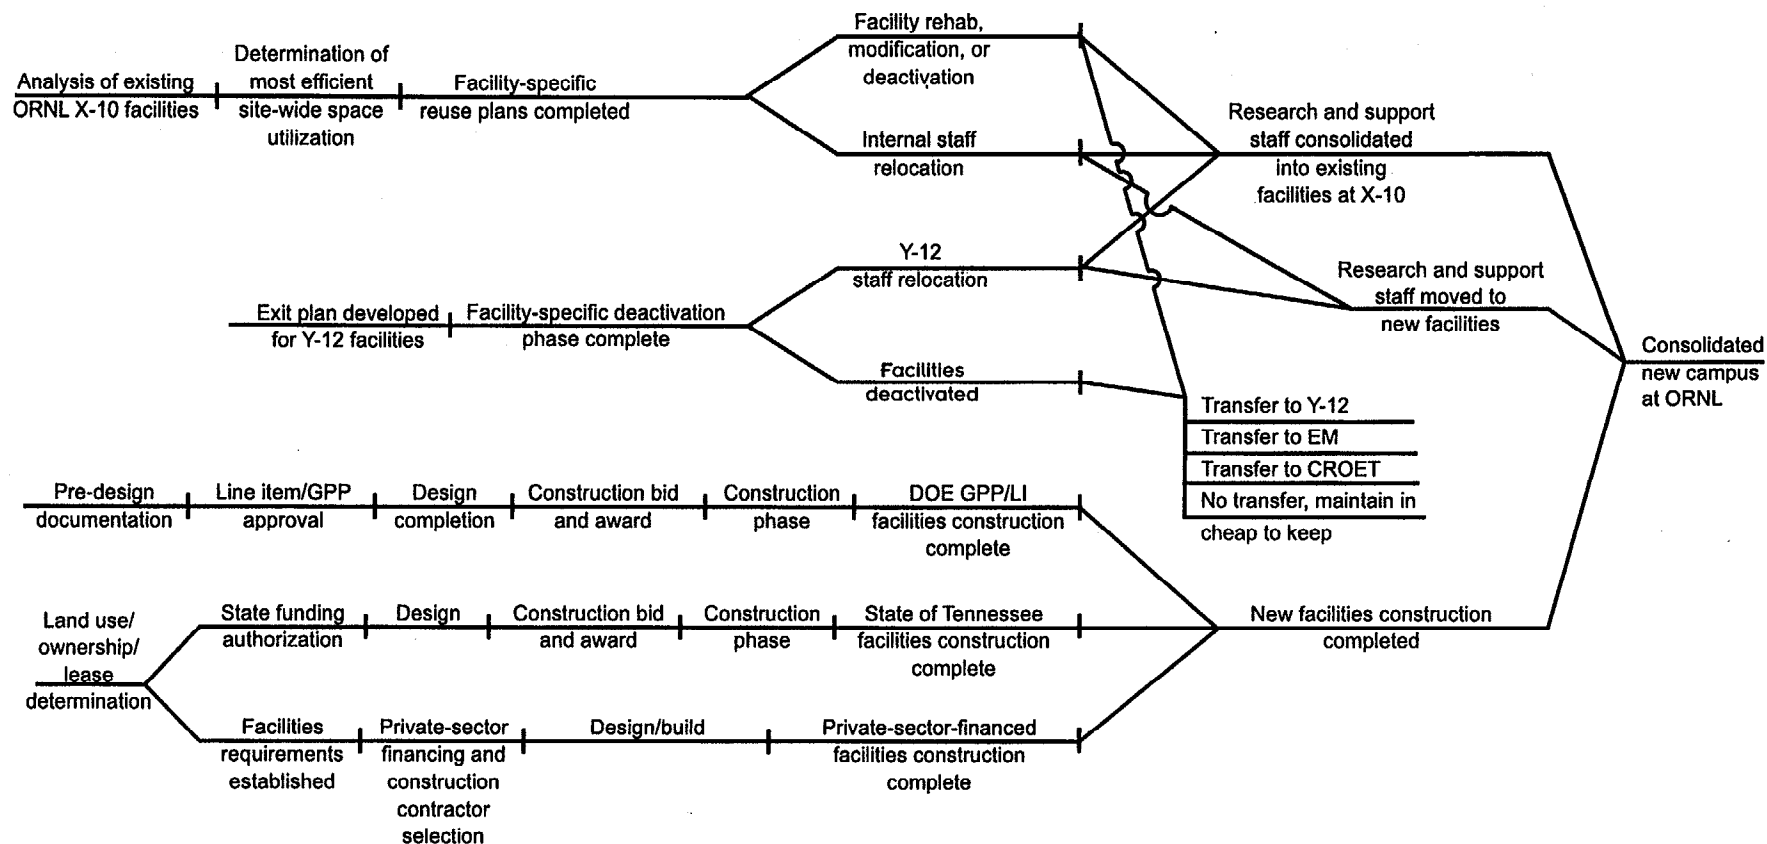 Analysis of existing
ORNL X-10 facilities
Determination of
most efficient
site-wide space
utilization
Facility-specific
reuse plans completed
Facility rehab,
modification, or
deactivation
Internal staff
relocation
Research and support
staff consolidated
into existing
facilities at X-10
Exit plan developed
for Y-12 facilities
Facility-specific deactivation
phase complete
Y-12
staff relocation
Facilities
deactivated
Research and support
staff moved to
new facilities
Transfer to Y-12
Transfer to EM
Transfer to CROET
No transfer, maintain in
cheap to keep
Consolidated
new campus
at ORNL
Pre-design
documentation
Line item/GPP
approval
Design
completion
Construction bid
and award
Construction
phase
DOE GPP/LI
facilities construction
complete
Land use/
ownership/
lease
determination
State funding
authorization
Design
Construction bid
and award
Construction
phase
State of Tennessee
facilities construction
complete
New facilities construction
completed
Facilities
requirements
established
Private-sector
financing and
construction
contractor
selection
Design/build
Private-sector-financed
facilities construction
complete